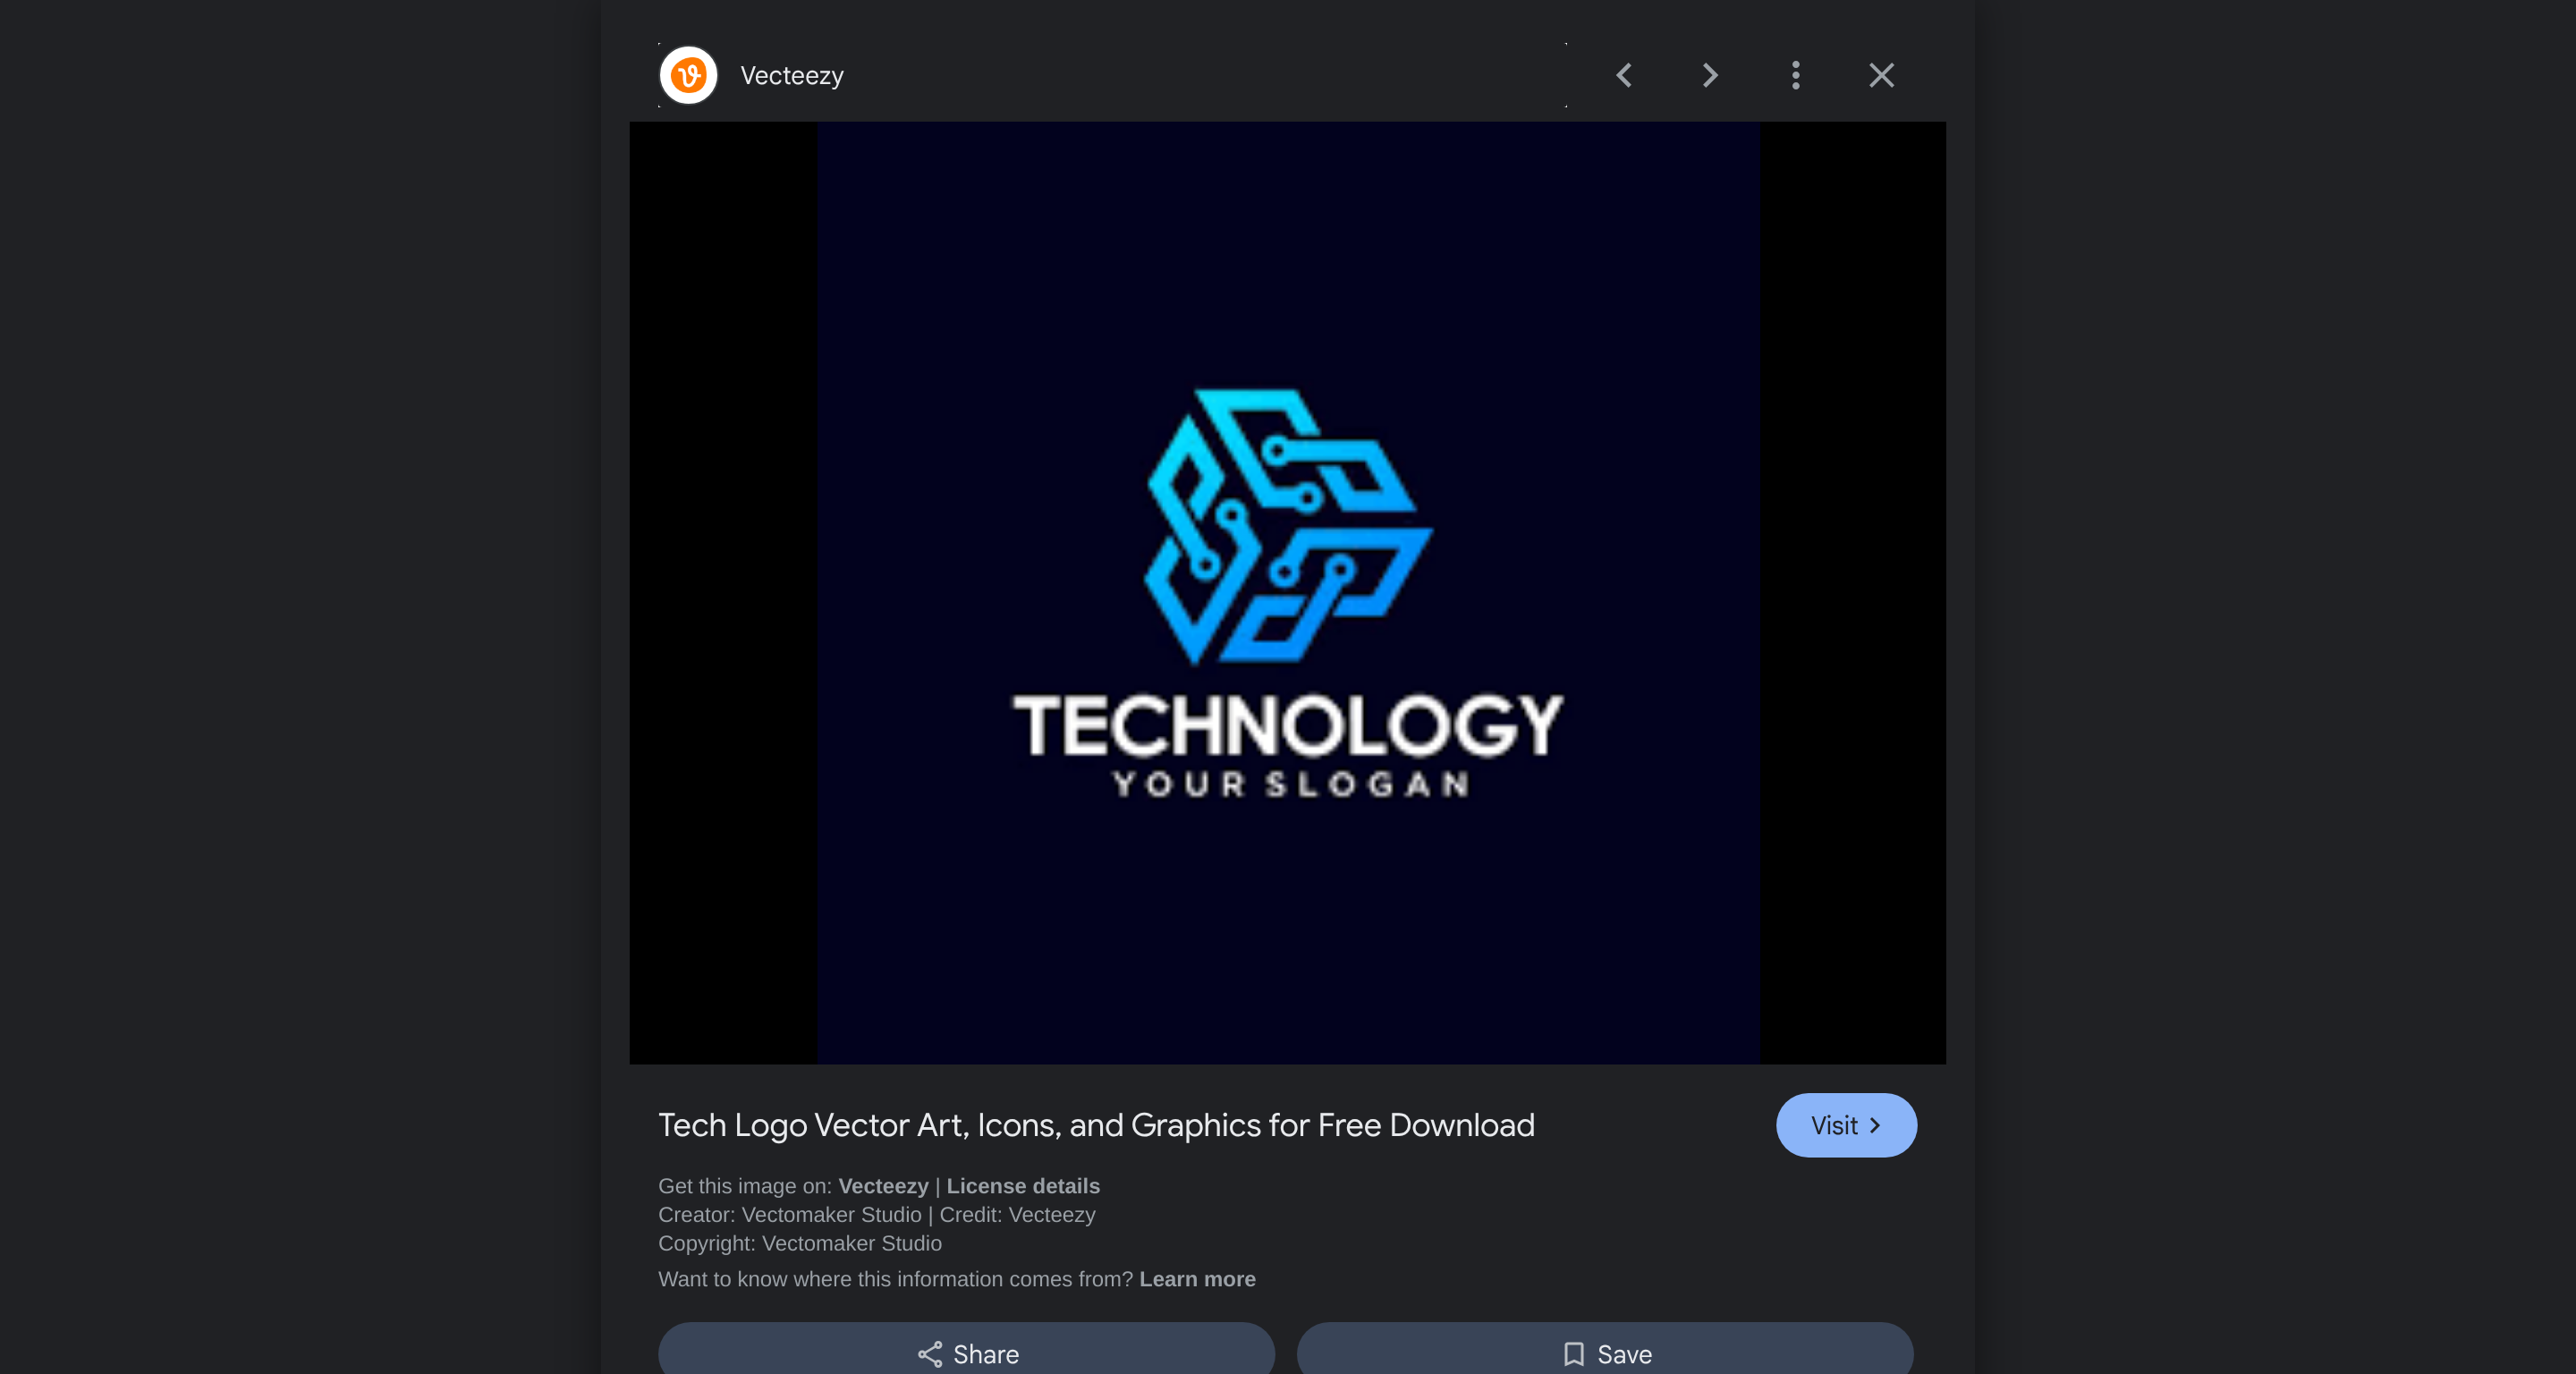 Vecteezy
TECHNOLOGY
YOUR SLOGAN
Tech Logo Vector Art, Icons, and Graphics for Free Download
Visit
Get this image on: Vecteezy | License details
Creator: Vectomaker Studio | Credit: Vecteezy
Copyright: Vectomaker Studio
Want to know where this information comes from? Learn more
Share
Save